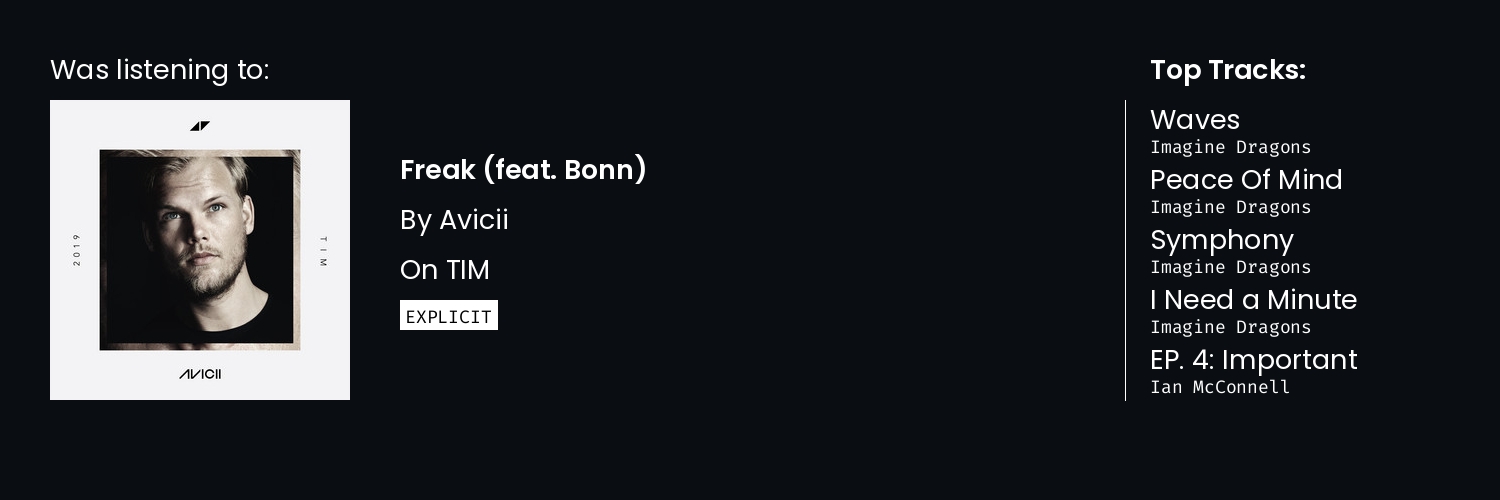 Was listening to:
2019
TIM
AVICII
Freak (feat. Bonn)
By Avicii
On TIM
EXPLICIT
Top Tracks:
Waves
Imagine Dragons
Peace Of Mind
Imagine Dragons
Symphony
Imagine Dragons
I Need a Minute
Imagine Dragons
EP. 4: Important
Ian McConnell